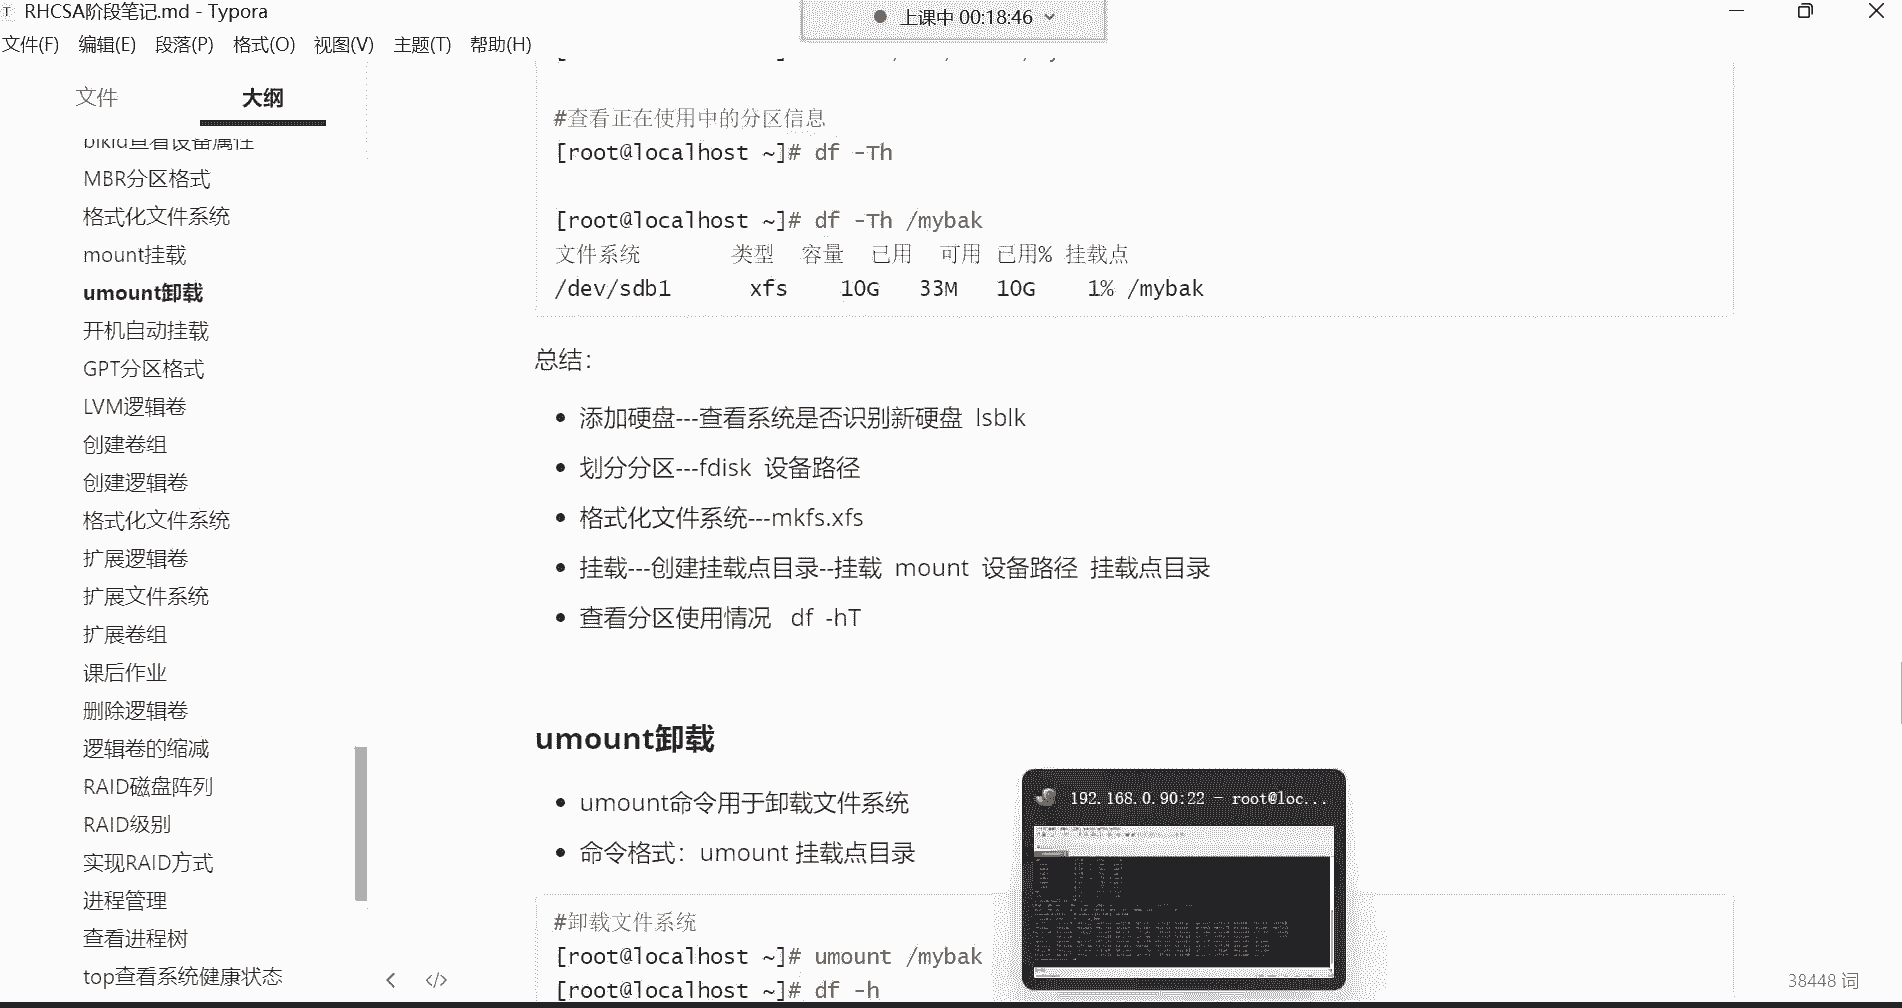 RHCSA阶段笔记.md - Typora
上课中 00:18:46
文件(F) 编辑(E) 段落(P) 格式(O) 视图(V) 主题(T) 帮助(H)
文件 大纲
blkid查看设备属性
MBR分区格式
格式化文件系统
mount挂载
umount卸载
开机自动挂载
GPT分区格式
LVM逻辑卷
创建卷组
创建逻辑卷
格式化文件系统
扩展逻辑卷
扩展文件系统
扩展卷组
课后作业
删除逻辑卷
逻辑卷的缩减
RAID磁盘阵列
RAID级别
实现RAID方式
进程管理
查看进程树
top查看系统健康状态
#查看正在使用中的分区信息
[root@localhost ~]# df -Th
[root@localhost ~]# df -Th /mybak
文件系统 类型 容量 已用 可用 已用% 挂载点
/dev/sdb1 xfs 10G 33M 10G 1% /mybak
总结：
添加硬盘---查看系统是否识别新硬盘 lsblk
划分分区---fdisk 设备路径
格式化文件系统---mkfs.xfs
挂载---创建挂载点目录--挂载 mount 设备路径 挂载点目录
查看分区使用情况 df -hT
umount卸载
umount命令用于卸载文件系统
命令格式：umount 挂载点目录
#卸载文件系统
[root@localhost ~]# umount /mybak
[root@localhost ~]# df -h
192.168.0.90:22 - root@loc...
38448 词